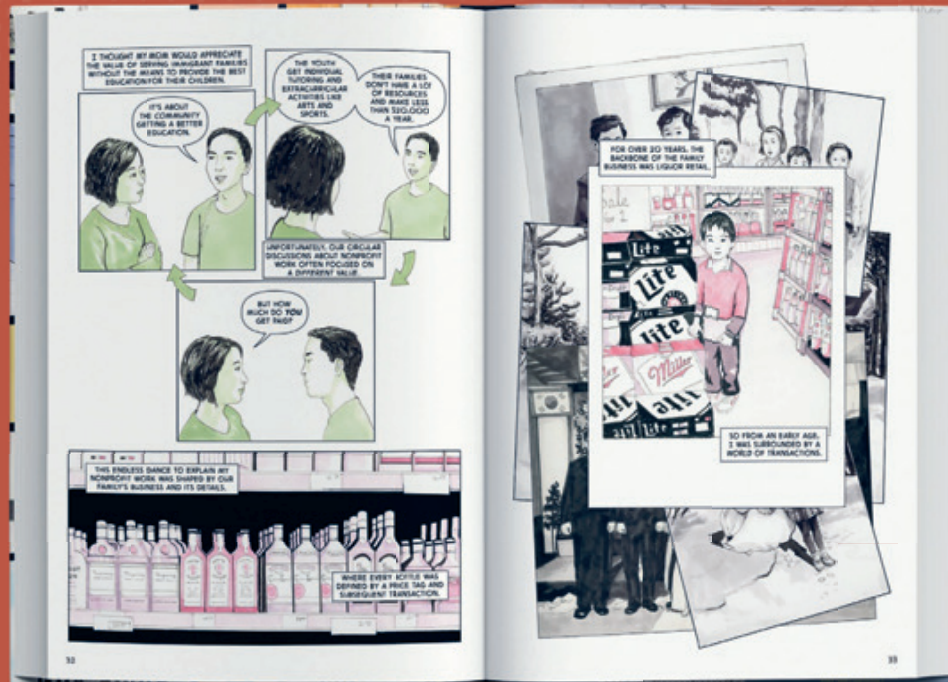 I THOUGHT MY MOM WOULD APPRECIATE
THE VALUE OF SERVING IMMIGRANT FAMILIES
WITHOUT THE MEANS TO PROVIDE THE BEST
EDUCATION FOR THEIR CHILDREN.
IT'S ABOUT
THE COMMUNITY
GETTING A BETTER
EDUCATION.
THE YOUTH
GET INDIVIDUAL
TUTORING AND
EXTRACURRICULAR
ACTIVITIES LIKE
ARTS AND
SPORTS.
THEIR FAMILIES
DON'T HAVE A LOT
OF RESOURCES
AND MAKE LESS
THAN $20,000
A YEAR.
UNFORTUNATELY, OUR CIRCULAR
DISCUSSIONS ABOUT NONPROFIT
WORK OFTEN FOCUSED ON
A DIFFERENT VALUE.
BUT HOW
MUCH DO YOU
GET PAID?
THIS ENDLESS DANCE TO EXPLAIN MY
NONPROFIT WORK WAS SHAPED BY OUR
FAMILY'S BUSINESS AND ITS DETAILS,
WHERE EVERY BOTTLE WAS
DEFINED BY A PRICE TAG AND
SUBSEQUENT TRANSACTION.
32
FOR OVER 20 YEARS, THE
BACKBONE OF THE FAMILY
BUSINESS WAS LIQUOR RETAIL.
ale
Lite
Lite
lite
Miller
lite
Lite
SO FROM AN EARLY AGE,
I WAS SURROUNDED BY A
WORLD OF TRANSACTIONS.
33